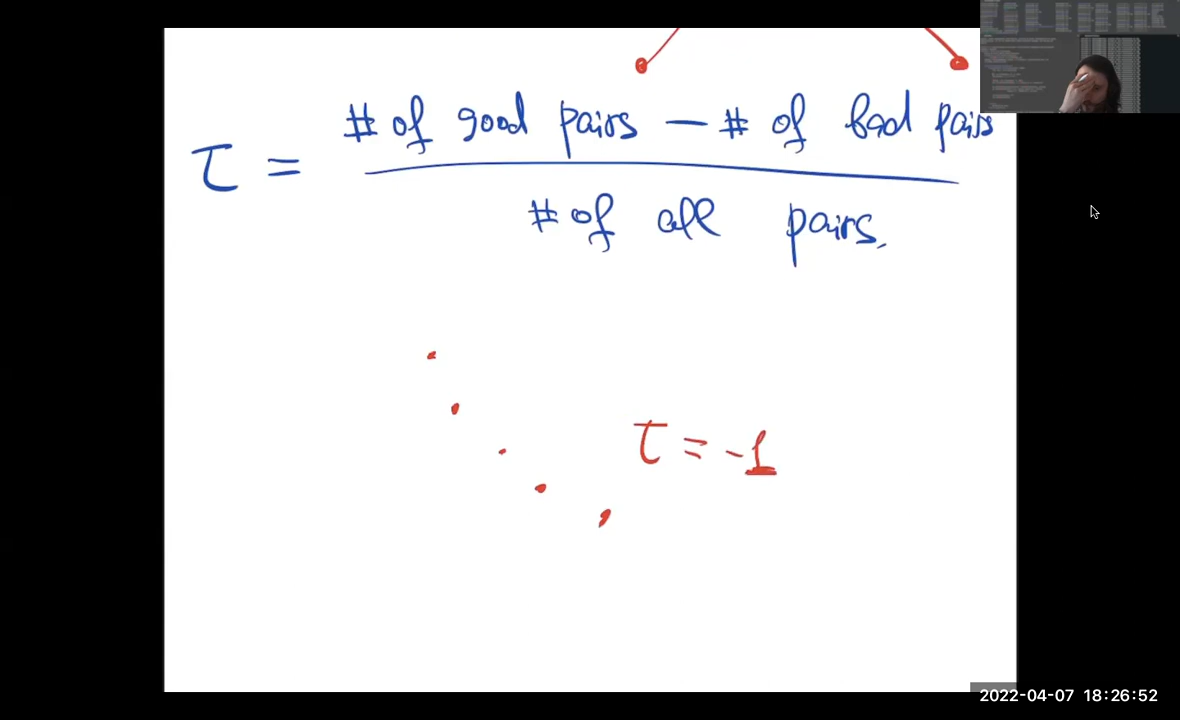 # of good pairs - # of bad pairs
τ =
# of all pairs.
τ = -1
2022-04-07 18:26:52